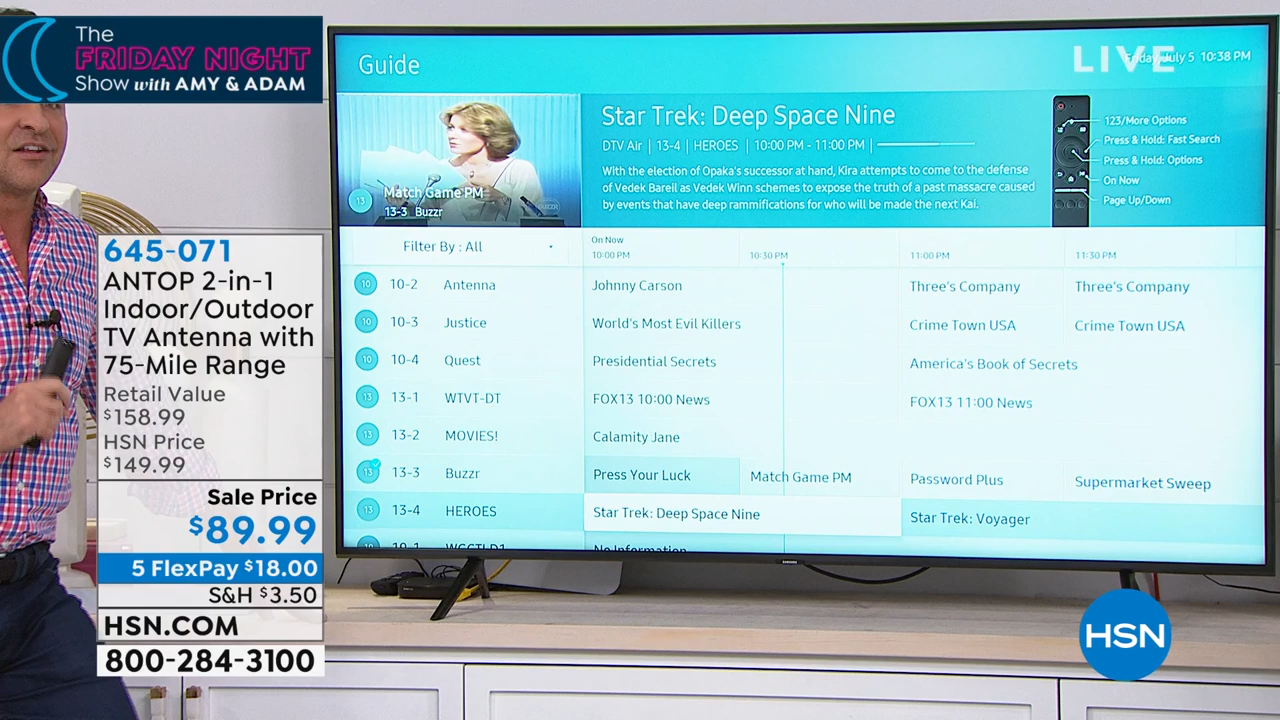 The
FRIDAY NIGHT
Show with AMY & ADAM
645-071
ANTOP 2-in-1
Indoor/Outdoor
TV Antenna with
75-Mile Range
Retail Value
$158.99
HSN Price
$149.99
Sale Price
$89.99
5 FlexPay $18.00
S&H $3.50
HSN.COM
800-284-3100
Guide
LIVE
Friday, July 5 10:38 PM
13 Match Game PM
13-3 Buzzr
BUZZR
Star Trek: Deep Space Nine
DTV Air | 13-4 | HEROES | 10:00 PM - 11:00 PM |
With the election of Opaka's successor at hand, Kira attempts to come to the defense
of Vedek Bareil as Vedek Winn schemes to expose the truth of a past massacre caused
by events that have deep rammifications for who will be made the next Kai.
123/More Options
Press & Hold: Fast Search
Press & Hold: Options
On Now
Page Up/Down
Filter By : All
On Now
10:00 PM 10:30 PM 11:00 PM 11:30 PM
10 10-2 Antenna Johnny Carson Three's Company Three's Company
10 10-3 Justice World's Most Evil Killers Crime Town USA Crime Town USA
10 10-4 Quest Presidential Secrets America's Book of Secrets
13 13-1 WTVT-DT FOX13 10:00 News FOX13 11:00 News
13 13-2 MOVIES! Calamity Jane
13 13-3 Buzzr Press Your Luck Match Game PM Password Plus Supermarket Sweep
13 13-4 HEROES Star Trek: Deep Space Nine Star Trek: Voyager
No Information
SAMSUNG
HSN